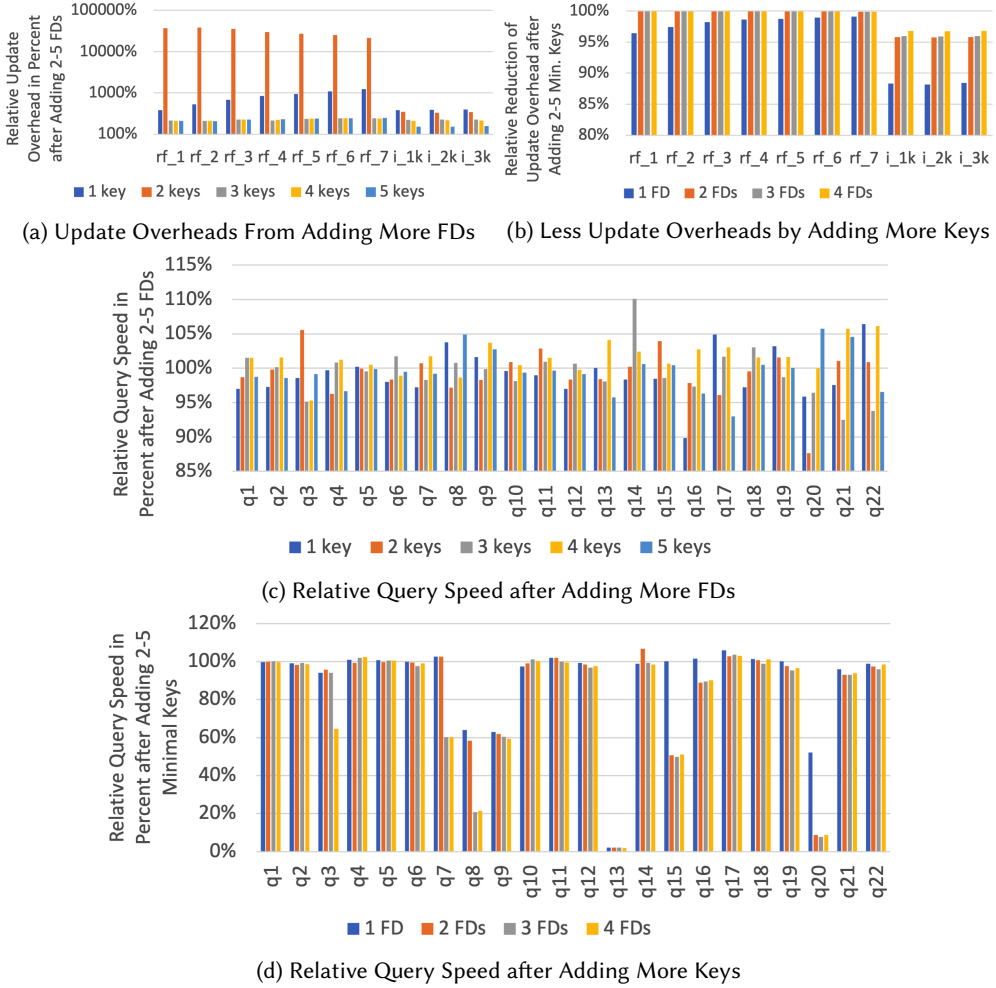 Relative Update
Overhead in Percent
after Adding 2-5 FDs
100000%
10000%
1000%
100%
rf_1 rf_2 rf_3 rf_4 rf_5 rf_6 rf_7 i_1k i_2k i_3k
1 key 2 keys 3 keys 4 keys 5 keys
(a) Update Overheads From Adding More FDs
Relative Reduction of
Update Overhead after
Adding 2-5 Min. Keys
100%
95%
90%
85%
80%
rf_1 rf_2 rf_3 rf_4 rf_5 rf_6 rf_7 i_1k i_2k i_3k
1 FD 2 FDs 3 FDs 4 FDs
(b) Less Update Overheads by Adding More Keys
Relative Query Speed in
Percent after Adding 2-5 FDs
115%
110%
105%
100%
95%
90%
85%
q1 q2 q3 q4 q5 q6 q7 q8 q9 q10 q11 q12 q13 q14 q15 q16 q17 q18 q19 q20 q21 q22
1 key 2 keys 3 keys 4 keys 5 keys
(c) Relative Query Speed after Adding More FDs
Relative Query Speed in
Percent after Adding 2-5
Minimal Keys
120%
100%
80%
60%
40%
20%
0%
q1 q2 q3 q4 q5 q6 q7 q8 q9 q10 q11 q12 q13 q14 q15 q16 q17 q18 q19 q20 q21 q22
1 FD 2 FDs 3 FDs 4 FDs
(d) Relative Query Speed after Adding More Keys